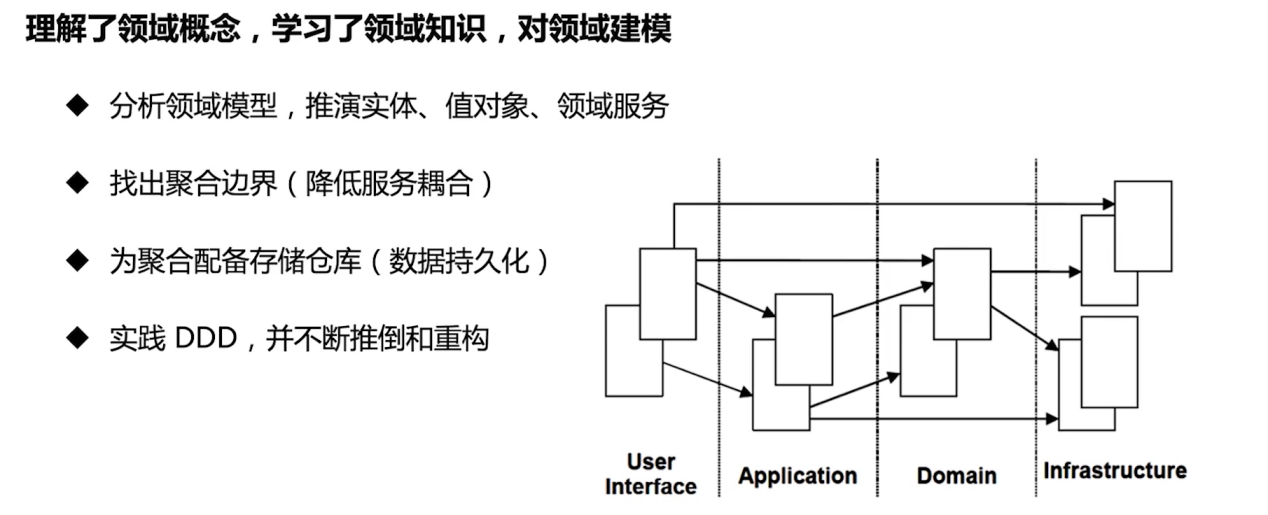 理解了领域概念，学习了领域知识，对领域建模
◆ 分析领域模型，推演实体、值对象、领域服务
◆ 找出聚合边界（降低服务耦合）
◆ 为聚合配备存储仓库（数据持久化）
◆ 实践 DDD，并不断推倒和重构
User
Interface
Application
Domain
Infrastructure